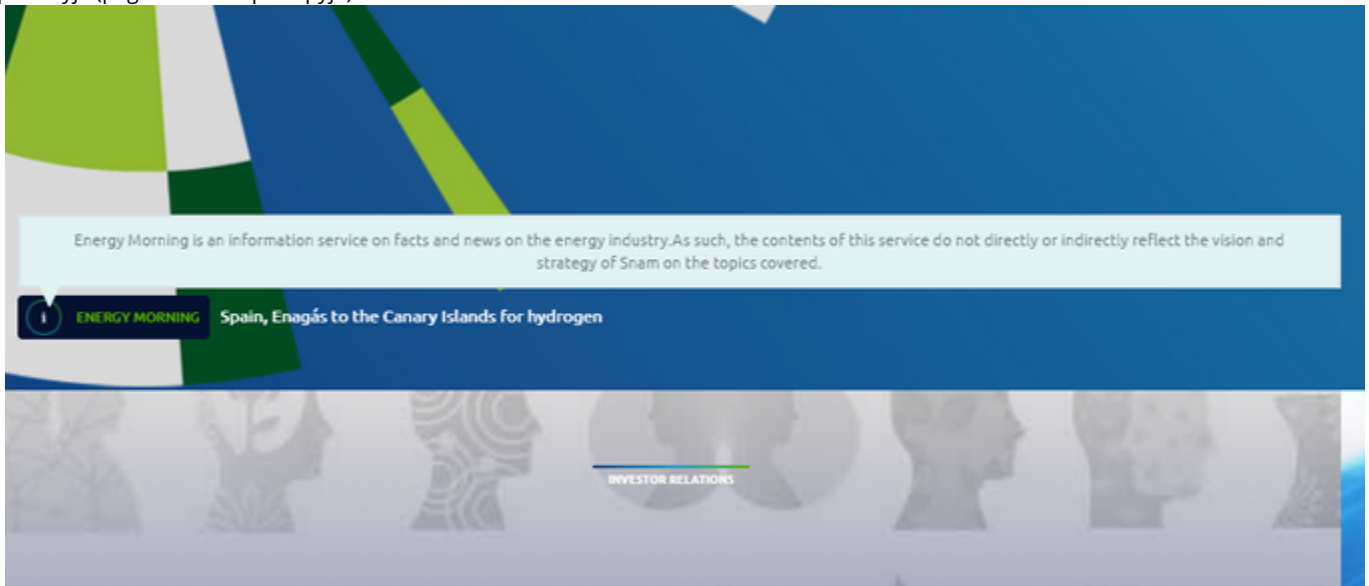 Energy Morning is an information service on facts and news on the energy industry.As such, the contents of this service do not directly or indirectly reflect the vision and
strategy of Snam on the topics covered.
i ENERGY MORNING Spain, Enagás to the Canary Islands for hydrogen
INVESTOR RELATIONS